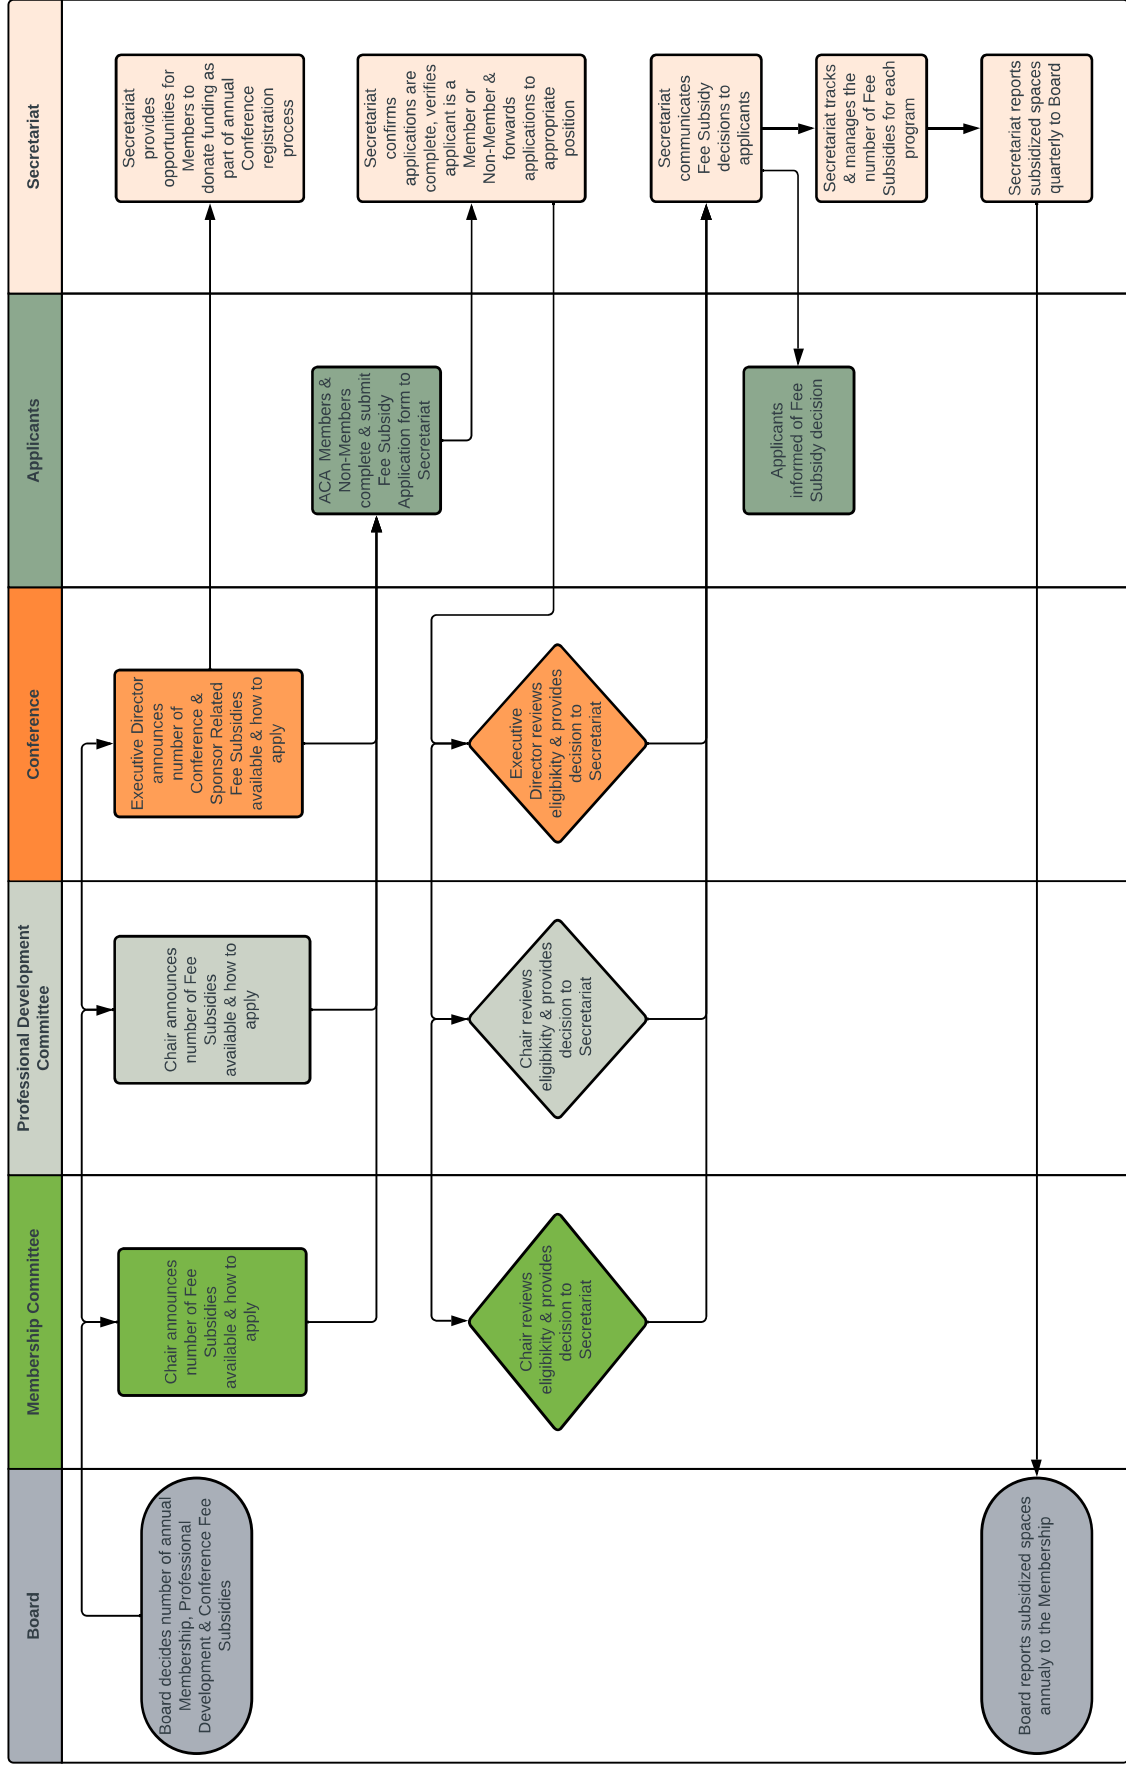 Board
Membership Committee
Professional Development
Committee
Conference
Applicants
Secretariat
Board decides number of annual
Membership, Professional
Development & Conference Fee
Subsidies
Chair announces
number of Fee
Subsidies
available & how to
apply
Chair announces
number of Fee
Subsidies
available & how to
apply
Executive Director
announces
number of
Conference &
Sponsor Related
Fee Subsidies
available & how to
apply
Secretariat
provides
opportunities for
Members to
donate funding as
part of annual
Conference
registration
process
ACA Members &
Non-Members
complete & submit
Fee Subsidy
Application form to
Secretariat
Secretariat
confirms
applications are
complete, verifies
applicant is a
Member or
Non-Member &
forwards
applications to
appropriate
position
Chair reviews
eligibikity & provides
decision to
Secretariat
Chair reviews
eligibikity & provides
decision to
Secretariat
Executive
Director reviews
eligibikity & provides
decision to
Secretariat
Secretariat
communicates
Fee Subsidy
decisions to
applicants
Applicants
informed of Fee
Subsidy decision
Secretariat tracks
& manages the
number of Fee
Subsidies for each
program
Secretariat reports
subsidized spaces
quarterly to Board
Board reports subsidized spaces
annualy to the Membership